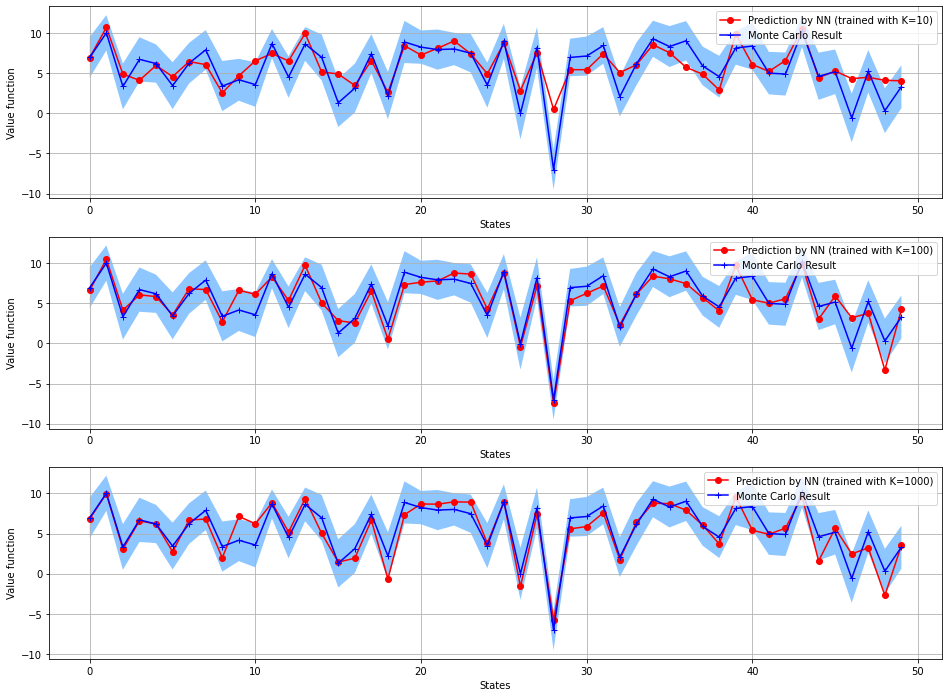 Prediction by NN (trained with K=10)
Monte Carlo Result
Value function
10
5
0
−5
−10
0 10 20 30 40 50
States
Prediction by NN (trained with K=100)
Monte Carlo Result
Value function
10
5
0
−5
−10
0 10 20 30 40 50
States
Prediction by NN (trained with K=1000)
Monte Carlo Result
Value function
10
5
0
−5
−10
0 10 20 30 40 50
States